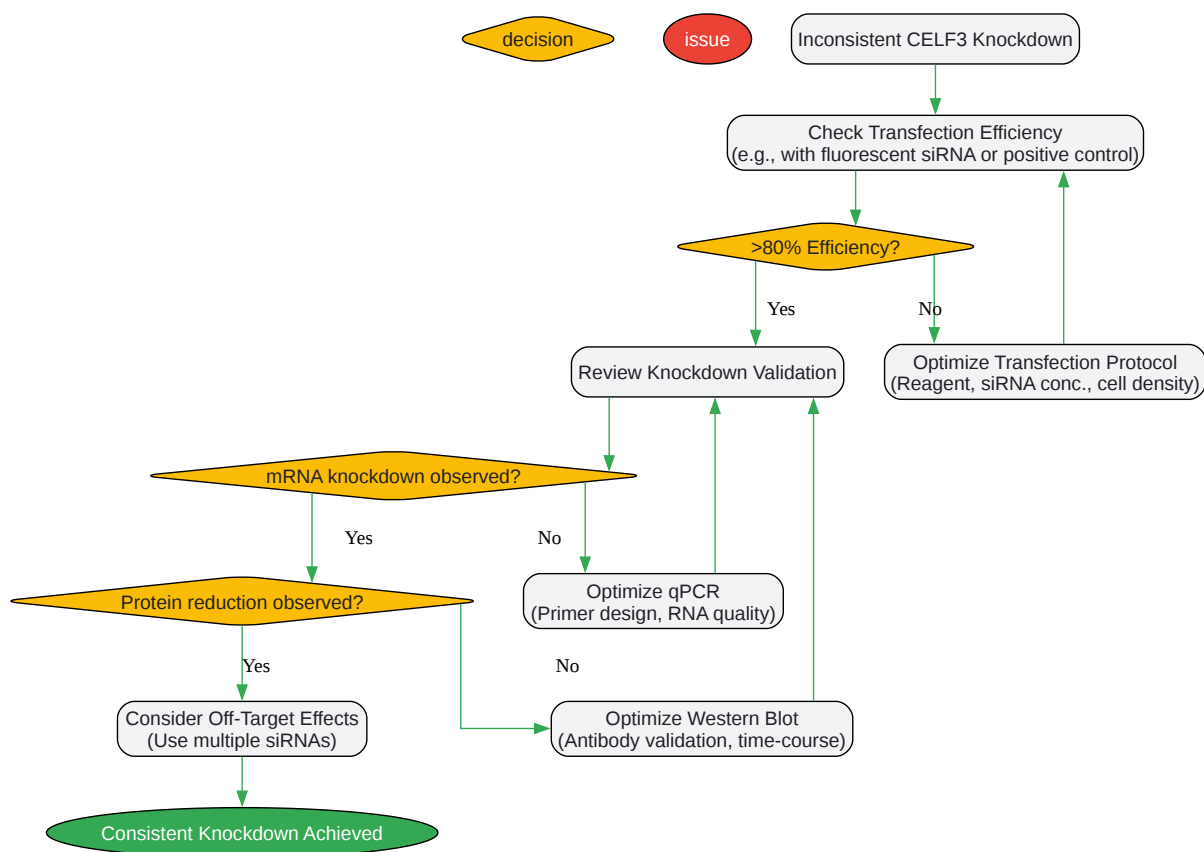 decision
issue
Inconsistent CELF3 Knockdown
Check Transfection Efficiency
(e.g., with fluorescent siRNA or positive control)
>80% Efficiency?
Yes
No
Review Knockdown Validation
Optimize Transfection Protocol
(Reagent, siRNA conc., cell density)
mRNA knockdown observed?
Yes
No
Protein reduction observed?
Optimize qPCR
(Primer design, RNA quality)
Yes
No
Consider Off-Target Effects
(Use multiple siRNAs)
Optimize Western Blot
(Antibody validation, time-course)
Consistent Knockdown Achieved